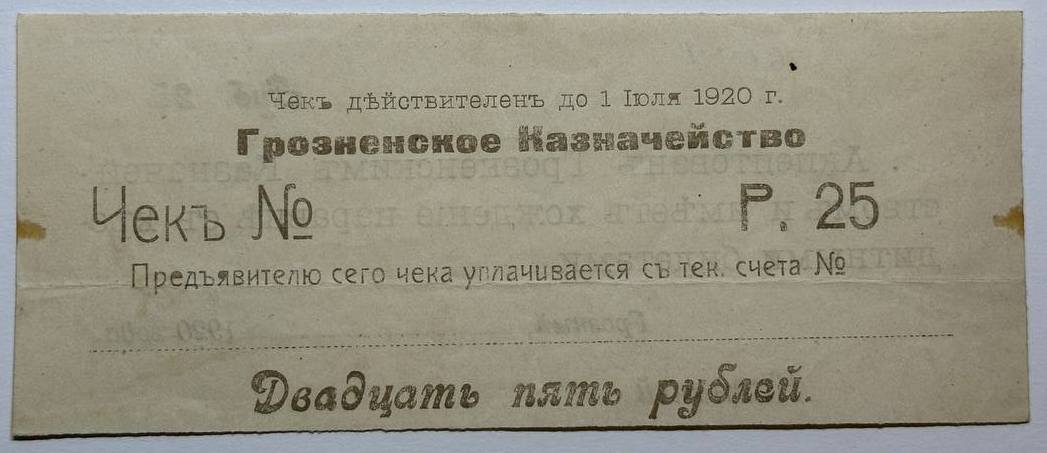 Чекъ дѣйствителенъ до 1 Іюля 1920 г.
Грозненское Казначейство
Чекъ № Р. 25
Предъявителю сего чека уплачивается съ тек. счета №
Двадцать пять рублей.